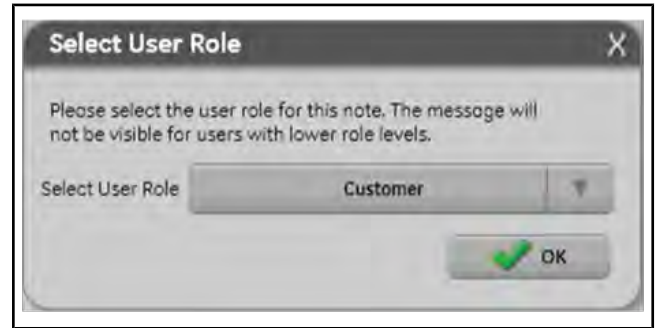 Select User Role X
Please select the user role for this note. The message will
not be visible for users with lower role levels.
Select User Role Customer
OK